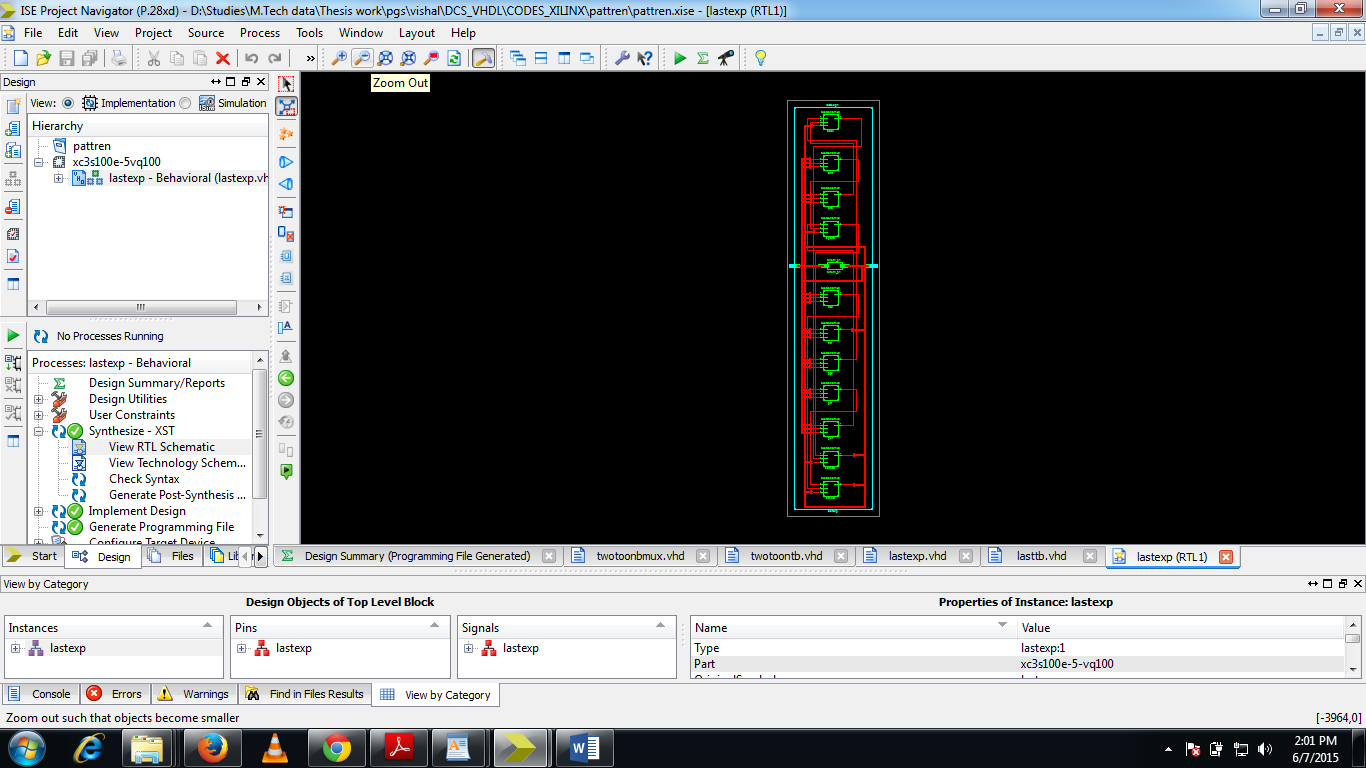 ISE Project Navigator (P.28xd) - D:\Studies\M.Tech data\Thesis work\pgs\vishal\DCS_VHDL\CODES_XILINX\pattren\pattren.xise - [lastexp (RTL1)]
File Edit View Project Source Process Tools Window Layout Help
»
Zoom Out
Design
View: Implementation Simulation
Hierarchy
pattren
xc3s100e-5vq100
lastexp - Behavioral (lastexp.vh
No Processes Running
Processes: lastexp - Behavioral
Design Summary/Reports
Design Utilities
User Constraints
Synthesize - XST
View RTL Schematic
View Technology Schem...
Check Syntax
Generate Post-Synthesis ...
Implement Design
Generate Programming File
Configure Target Device
Start Design Files Lib
Design Summary (Programming File Generated) twotoonbmux.vhd twotoontb.vhd lastexp.vhd lasttb.vhd lastexp (RTL1)
View by Category
Design Objects of Top Level Block Properties of Instance: lastexp
Instances Pins Signals Name Value
lastexp lastexp lastexp Type lastexp:1
Part xc3s100e-5-vq100
Console Errors Warnings Find in Files Results View by Category
Zoom out such that objects become smaller [-3964,0]
2:01 PM
6/7/2015